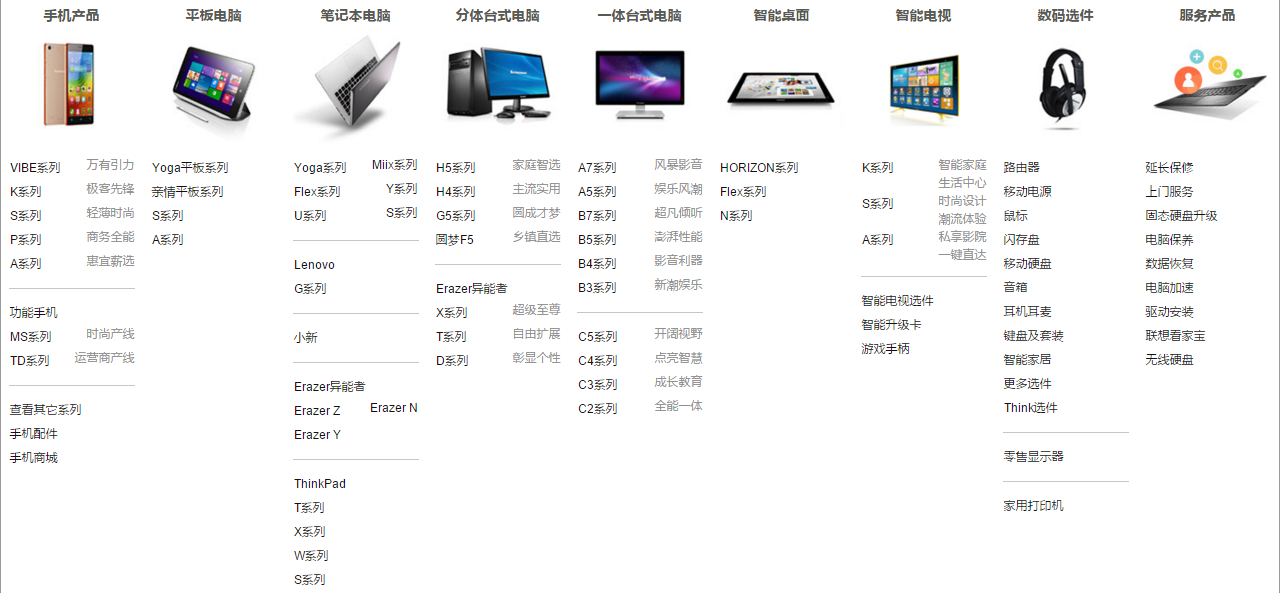 手机产品
VIBE系列 万有引力
K系列 极客先锋
S系列 轻薄时尚
P系列 商务全能
A系列 惠宜薪选
功能手机
MS系列 时尚产线
TD系列 运营商产线
查看其它系列
手机配件
手机商城
平板电脑
Yoga平板系列
亲情平板系列
S系列
A系列
笔记本电脑
Yoga系列 Miix系列
Flex系列 Y系列
U系列 S系列
Lenovo
G系列
小新
Erazer异能者
Erazer Z Erazer N
Erazer Y
ThinkPad
T系列
X系列
W系列
S系列
分体台式电脑
H5系列 家庭智选
H4系列 主流实用
G5系列 圆成才梦
圆梦F5 乡镇直选
Erazer异能者
X系列 超级至尊
T系列 自由扩展
D系列 彰显个性
一体台式电脑
A7系列 风景影音
A5系列 娱乐风潮
B7系列 超凡倾听
B5系列 澎湃性能
B4系列 影音利器
B3系列 新潮娱乐
C5系列 开阔视野
C4系列 点亮智慧
C3系列 成长教育
C2系列 全能一体
智能桌面
HORIZON系列
Flex系列
N系列
智能电视
K系列 智能家庭
生活中心
S系列 时尚设计
潮流体验
A系列 私享影院
一键直达
智能电视选件
智能升级卡
游戏手柄
数码选件
路由器
移动电源
鼠标
闪存盘
移动硬盘
音箱
耳机耳麦
键盘及套装
智能家居
更多选件
Think选件
零售显示器
家用打印机
服务产品
延长保修
上门服务
固态硬盘升级
电脑保养
数据恢复
电脑加速
驱动安装
联想看家宝
无线硬盘